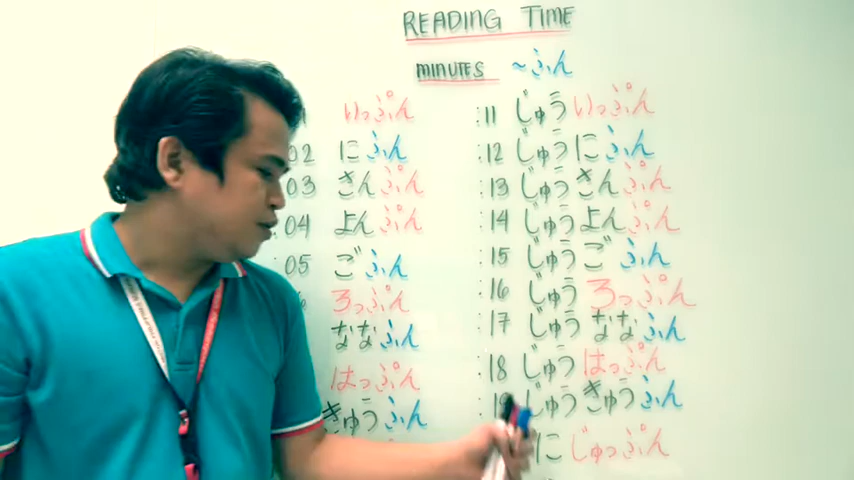 READING TIME
MINUTES ~ふん
いっぷん
02 にふん
03 さんぷん
:04 よんぷん
05 ごふん
ろっぷん
ななふん
はっぷん
きゅうふん
:11 じゅういっぷん
:12 じゅうにふん
:13 じゅうさんぷん
:14 じゅうよんぷん
:15 じゅうごふん
:16 じゅうろっぷん
:17 じゅうななふん
:18 じゅうはっぷん
じゅうきゅうふん
にじゅっぷん